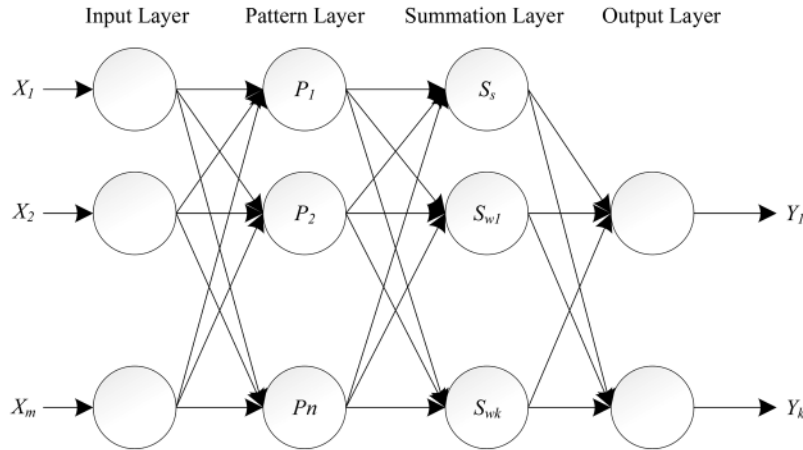 Input Layer Pattern Layer Summation Layer Output Layer
X1 P1 Ss
X2 P2 Sw1 Y1
Xm Pn Swk Yk